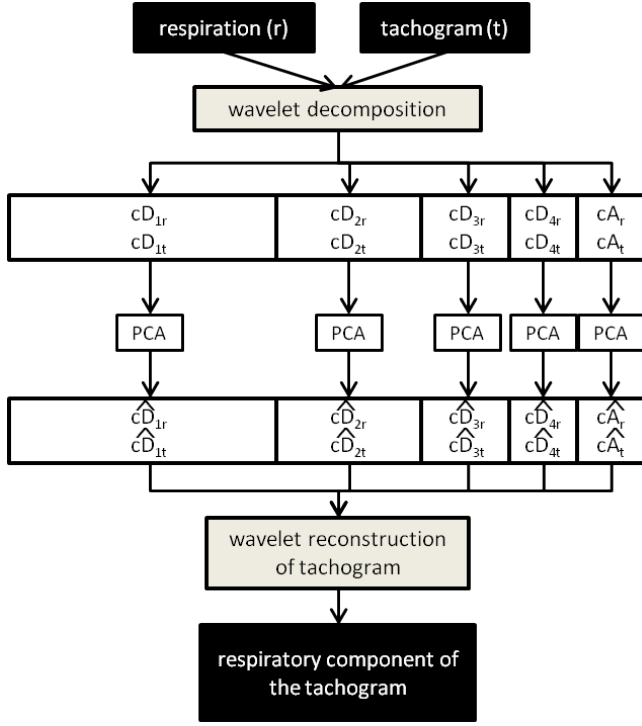 respiration (r) tachogram (t)
wavelet decomposition
cD₁ᵣ cD₂ᵣ cD₃ᵣ cD₄ᵣ cAᵣ
cD₁ₜ cD₂ₜ cD₃ₜ cD₄ₜ cAₜ
PCA PCA PCA PCA PCA
ĉD₁ᵣ ĉD₂ᵣ ĉD₃ᵣ ĉD₄ᵣ ĉAᵣ
ĉD₁ₜ ĉD₂ₜ ĉD₃ₜ ĉD₄ₜ ĉAₜ
wavelet reconstruction
of tachogram
respiratory component of
the tachogram